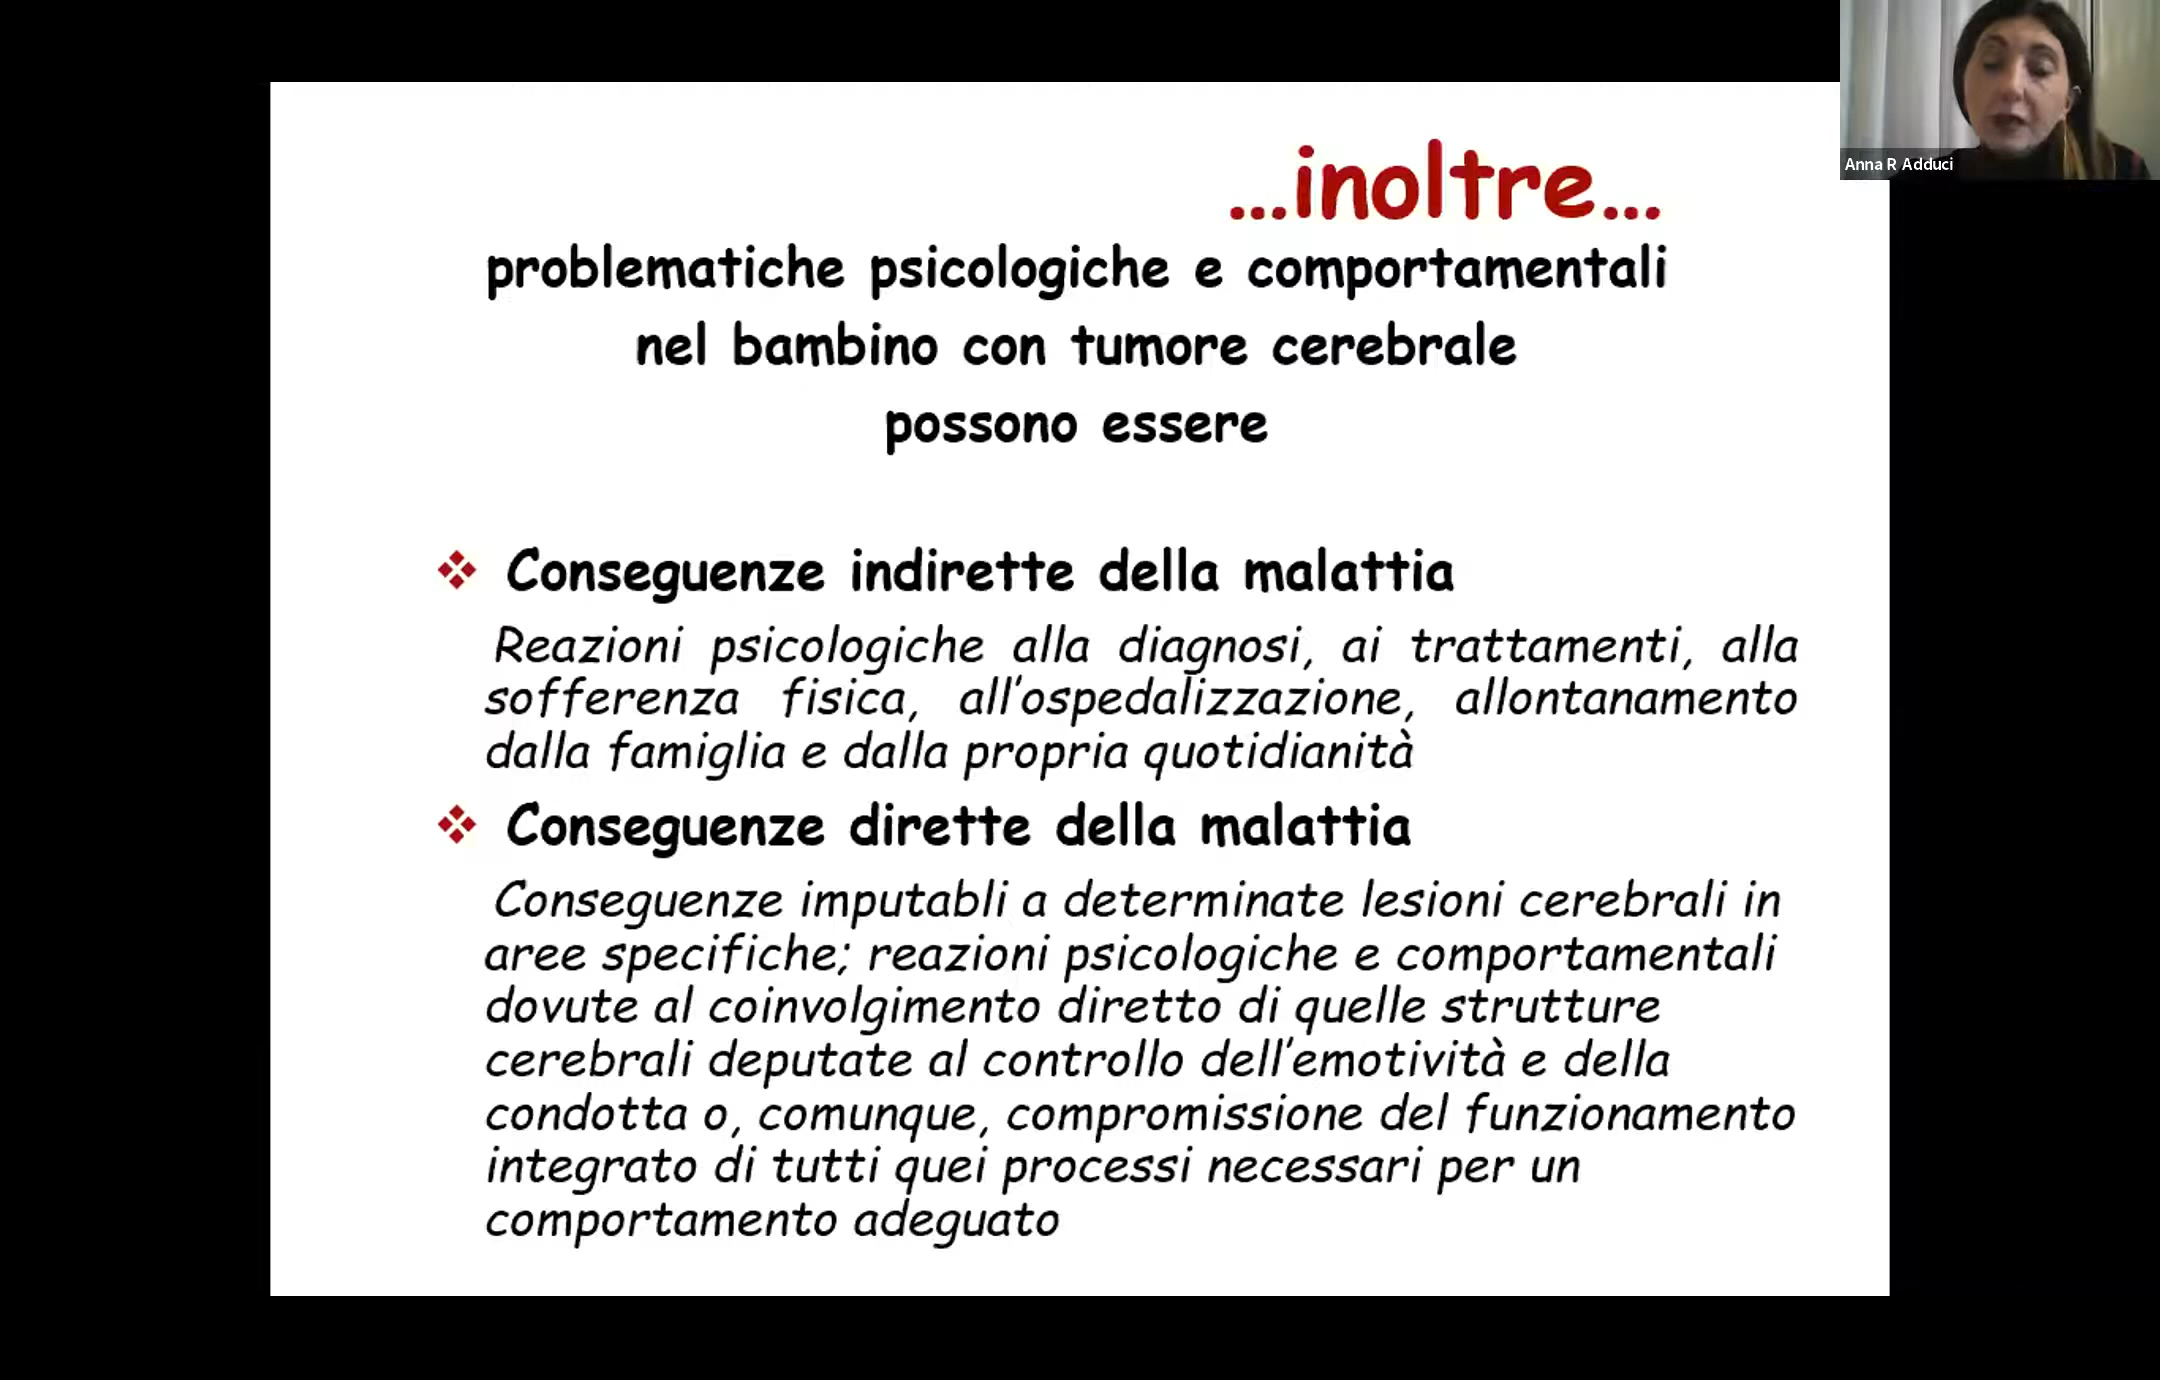 ...inoltre...
problematiche psicologiche e comportamentali
nel bambino con tumore cerebrale
possono essere
❖ Conseguenze indirette della malattia
Reazioni psicologiche alla diagnosi, ai trattamenti, alla
sofferenza fisica, all'ospedalizzazione, allontanamento
dalla famiglia e dalla propria quotidianità
❖ Conseguenze dirette della malattia
Conseguenze imputabli a determinate lesioni cerebrali in
aree specifiche; reazioni psicologiche e comportamentali
dovute al coinvolgimento diretto di quelle strutture
cerebrali deputate al controllo dell'emotività e della
condotta o, comunque, compromissione del funzionamento
integrato di tutti quei processi necessari per un
comportamento adeguato
Anna R Adduci